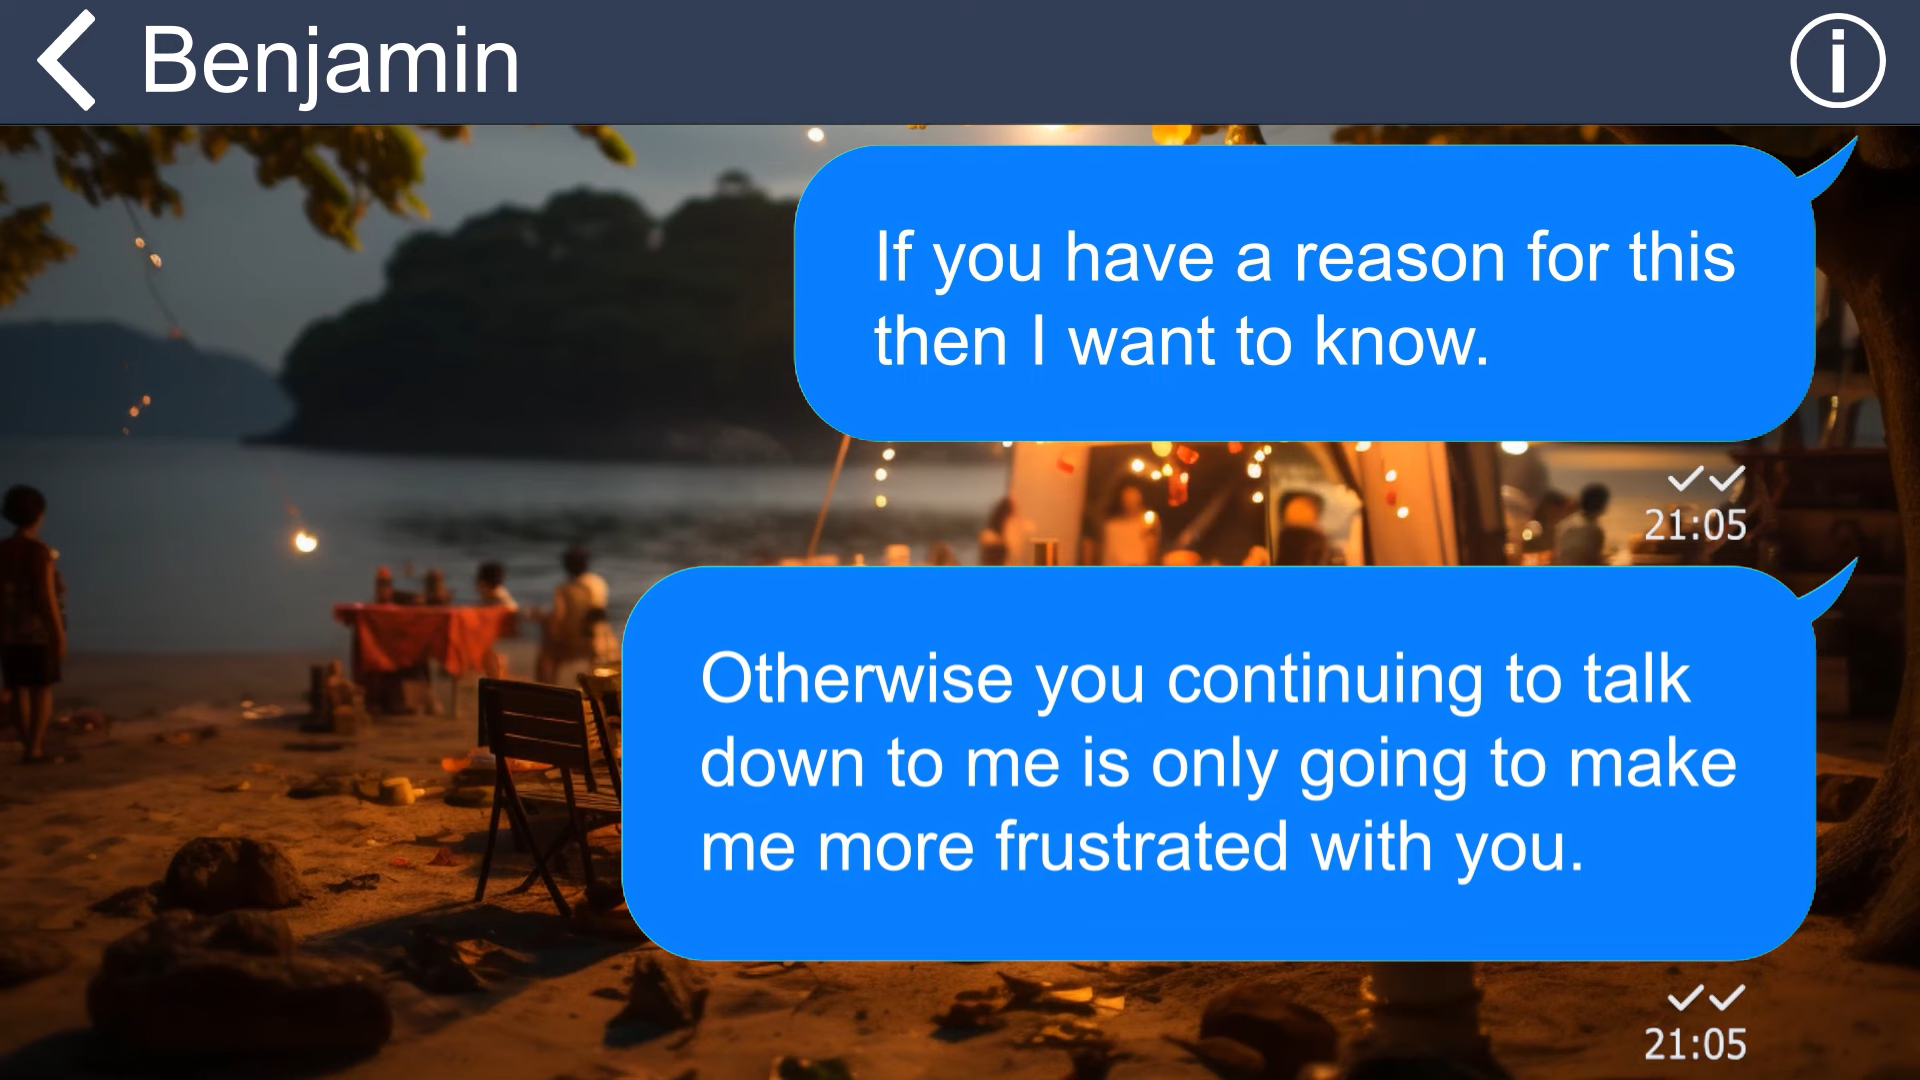 Benjamin
If you have a reason for this
then I want to know.
21:05
Otherwise you continuing to talk
down to me is only going to make
me more frustrated with you.
21:05